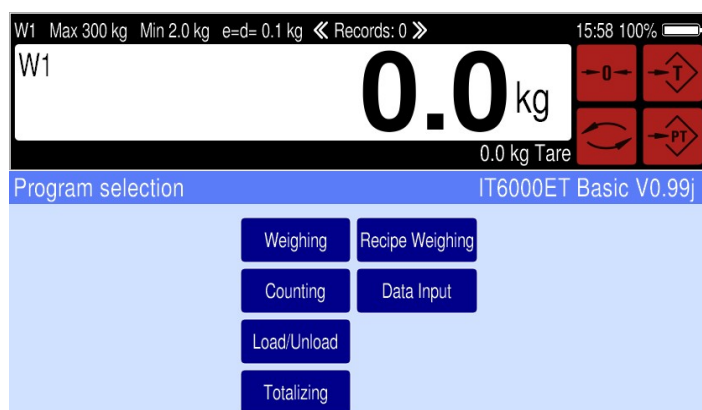 W1 Max 300 kg Min 2.0 kg e=d= 0.1 kg ≪ Records: 0 ≫ 15:58 100%
W1
0.0 kg
→0← →T
→PT
0.0 kg Tare
Program selection IT6000ET Basic V0.99j
Weighing Recipe Weighing
Counting Data Input
Load/Unload
Totalizing